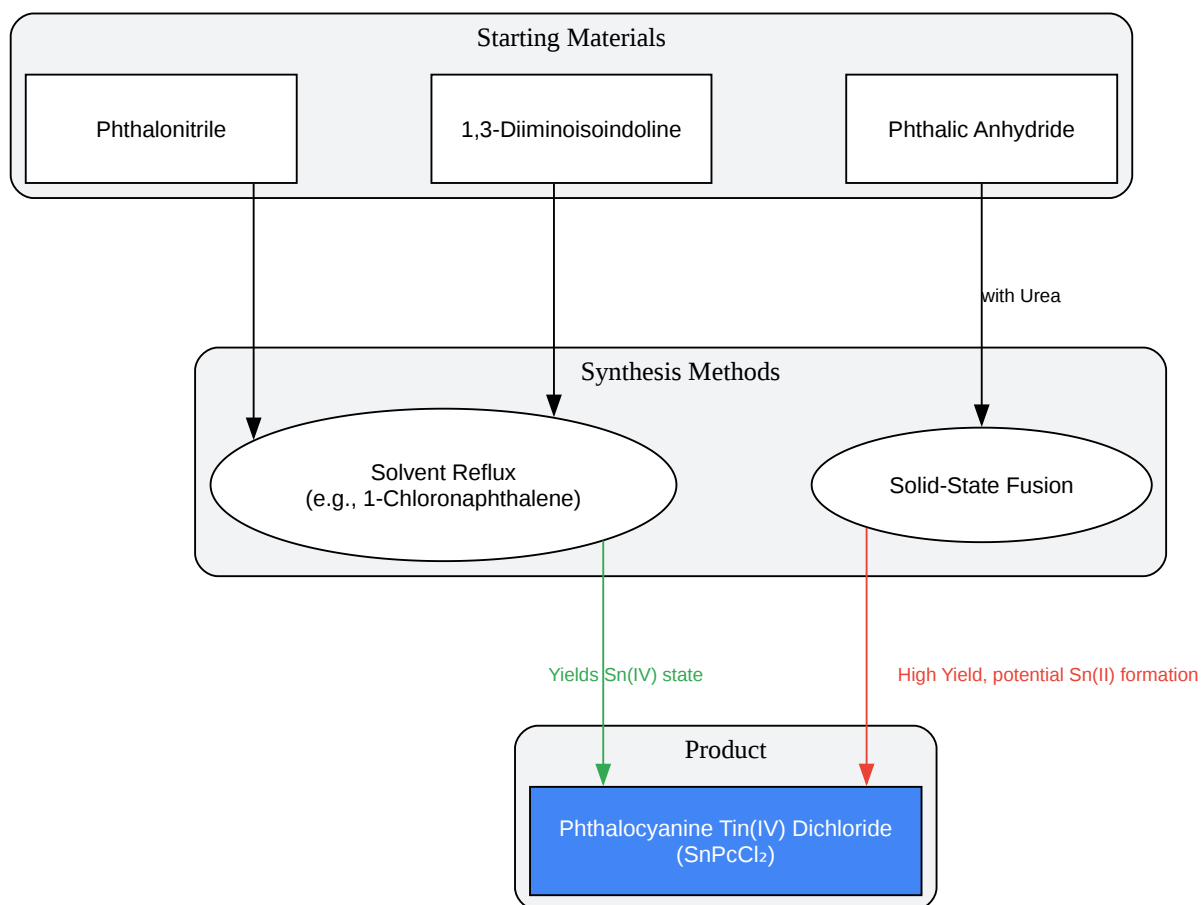 Starting Materials
Phthalonitrile
1,3-Diiminoisoindoline
Phthalic Anhydride
with Urea
Synthesis Methods
Solvent Reflux
(e.g., 1-Chloronaphthalene)
Solid-State Fusion
Yields Sn(IV) state
High Yield, potential Sn(II) formation
Product
Phthalocyanine Tin(IV) Dichloride
(SnPcCl₂)